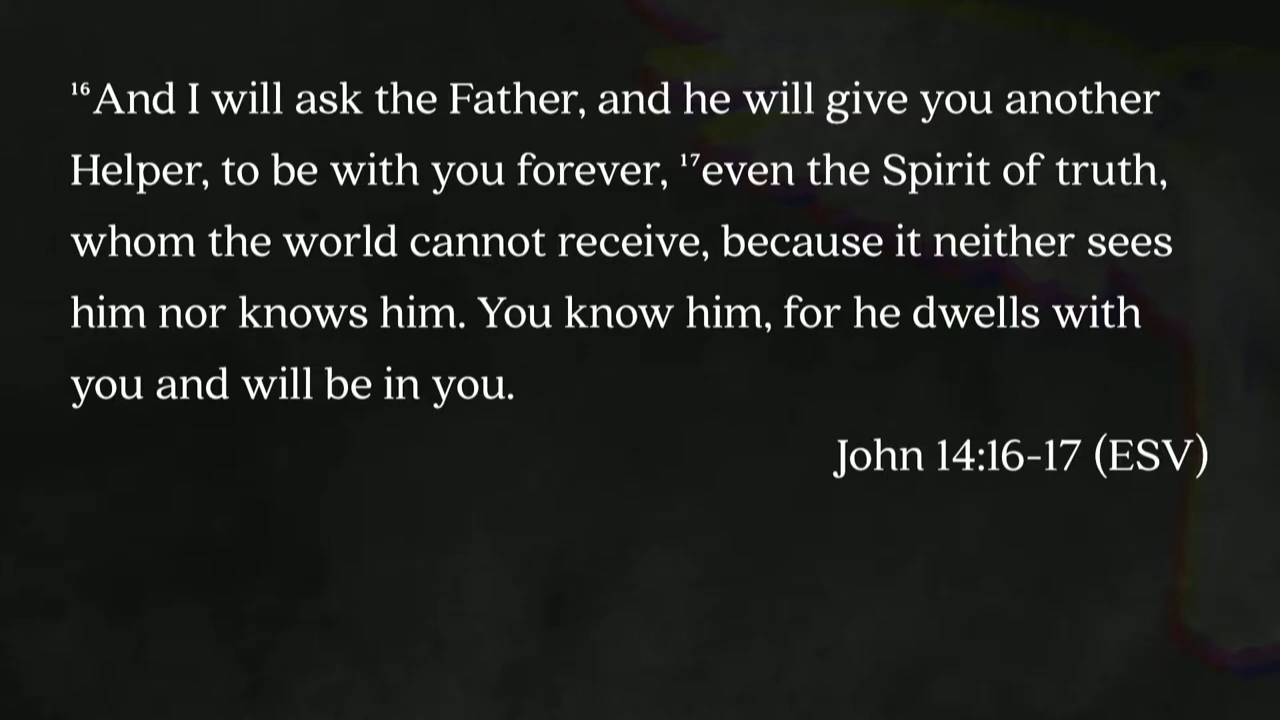 ¹⁶And I will ask the Father, and he will give you another
Helper, to be with you forever, ¹⁷even the Spirit of truth,
whom the world cannot receive, because it neither sees
him nor knows him. You know him, for he dwells with
you and will be in you.
John 14:16-17 (ESV)